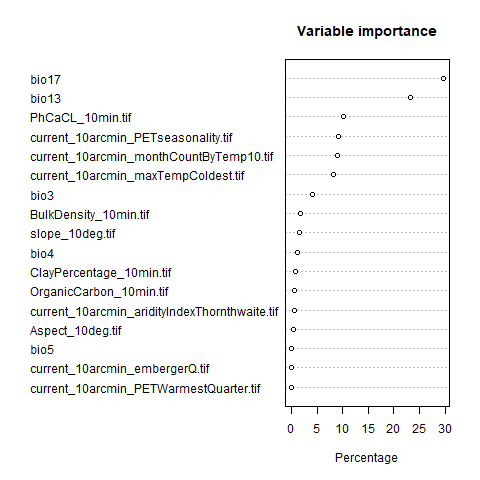 Variable importance
bio17
bio13
PhCaCL_10min.tif
current_10arcmin_PETseasonality.tif
current_10arcmin_monthCountByTemp10.tif
current_10arcmin_maxTempColdest.tif
bio3
BulkDensity_10min.tif
slope_10deg.tif
bio4
ClayPercentage_10min.tif
OrganicCarbon_10min.tif
current_10arcmin_aridityIndexThornthwaite.tif
Aspect_10deg.tif
bio5
current_10arcmin_embergerQ.tif
current_10arcmin_PETWarmestQuarter.tif
0 5 10 15 20 25 30
Percentage